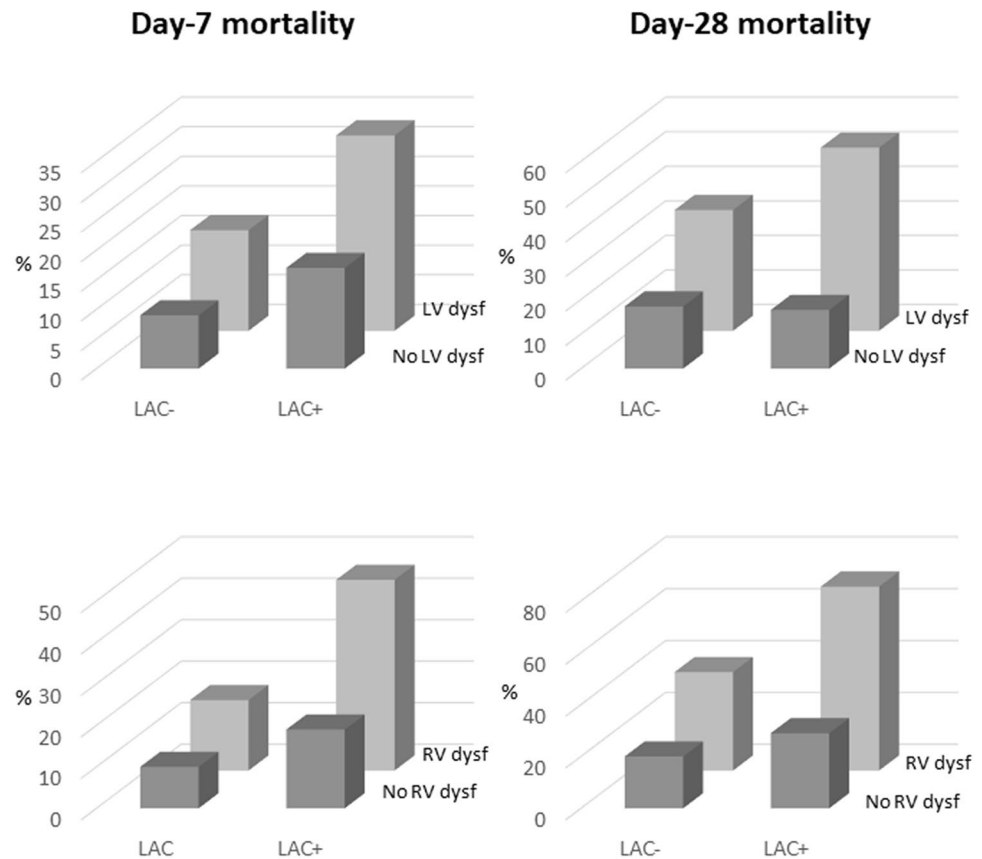 Day-7 mortality
Day-28 mortality
35
30
25
% 20
15
10
5
0
LV dysf
No LV dysf
LAC-
LAC+
60
50
40
%
30
20
10
0
LV dysf
No LV dysf
LAC-
LAC+
50
40
% 30
20
10
0
RV dysf
No RV dysf
LAC
LAC+
80
60
%
40
20
0
RV dysf
No RV dysf
LAC-
LAC+